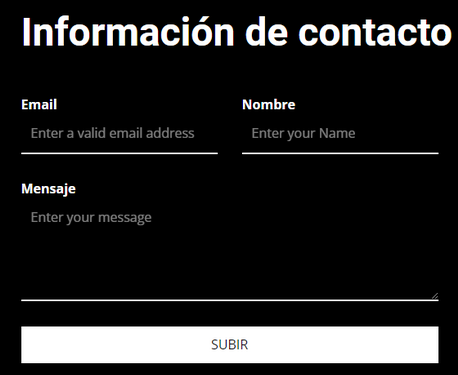 Información de contacto
Email
Nombre
Enter a valid email address
Enter your Name
Mensaje
Enter your message
SUBIR